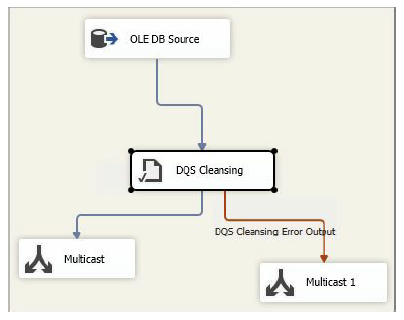 OLE DB Source
DQS Cleansing
DQS Cleansing Error Output
Multicast
Multicast 1